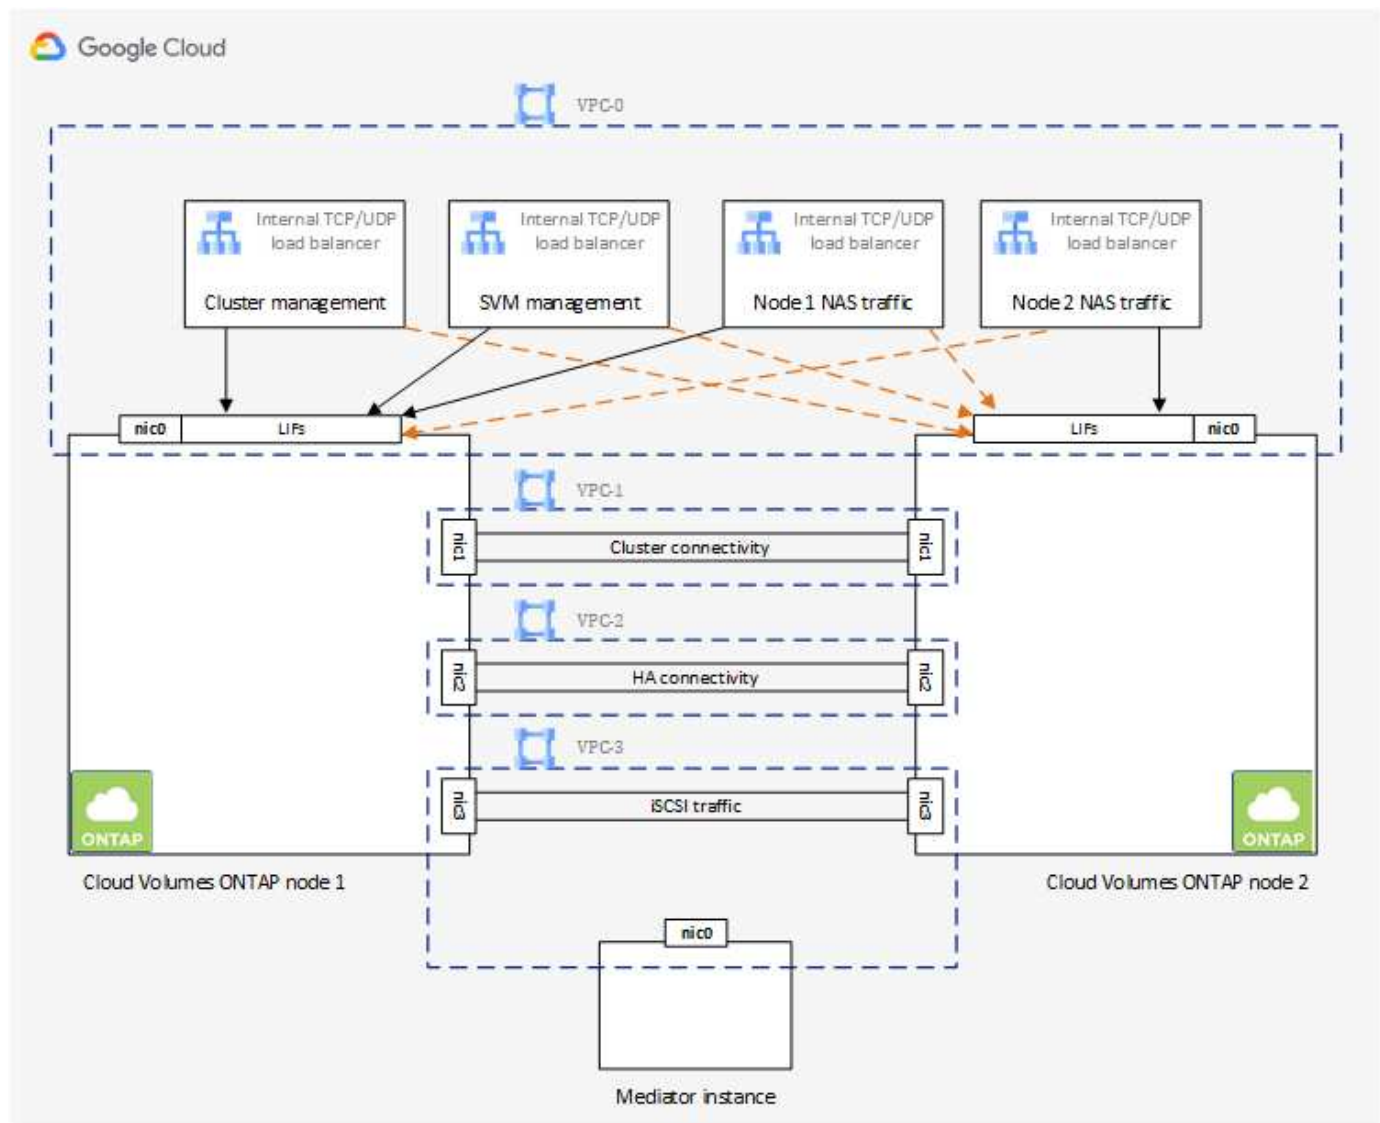 Google Cloud
VPC-0
Internal TCP/UDP
load balancer
Cluster management
Internal TCP/UDP
load balancer
SVM management
Internal TCP/UDP
load balancer
Node 1 NAS traffic
Internal TCP/UDP
load balancer
Node 2 NAS traffic
nic0
LIFs
LIFs
nic0
VPC-1
nic1
Cluster connectivity
nic1
VPC-2
nic2
HA connectivity
nic2
VPC-3
nic3
iSCSI traffic
nic3
ONTAP
ONTAP
Cloud Volumes ONTAP node 1
Cloud Volumes ONTAP node 2
nic0
Mediator instance